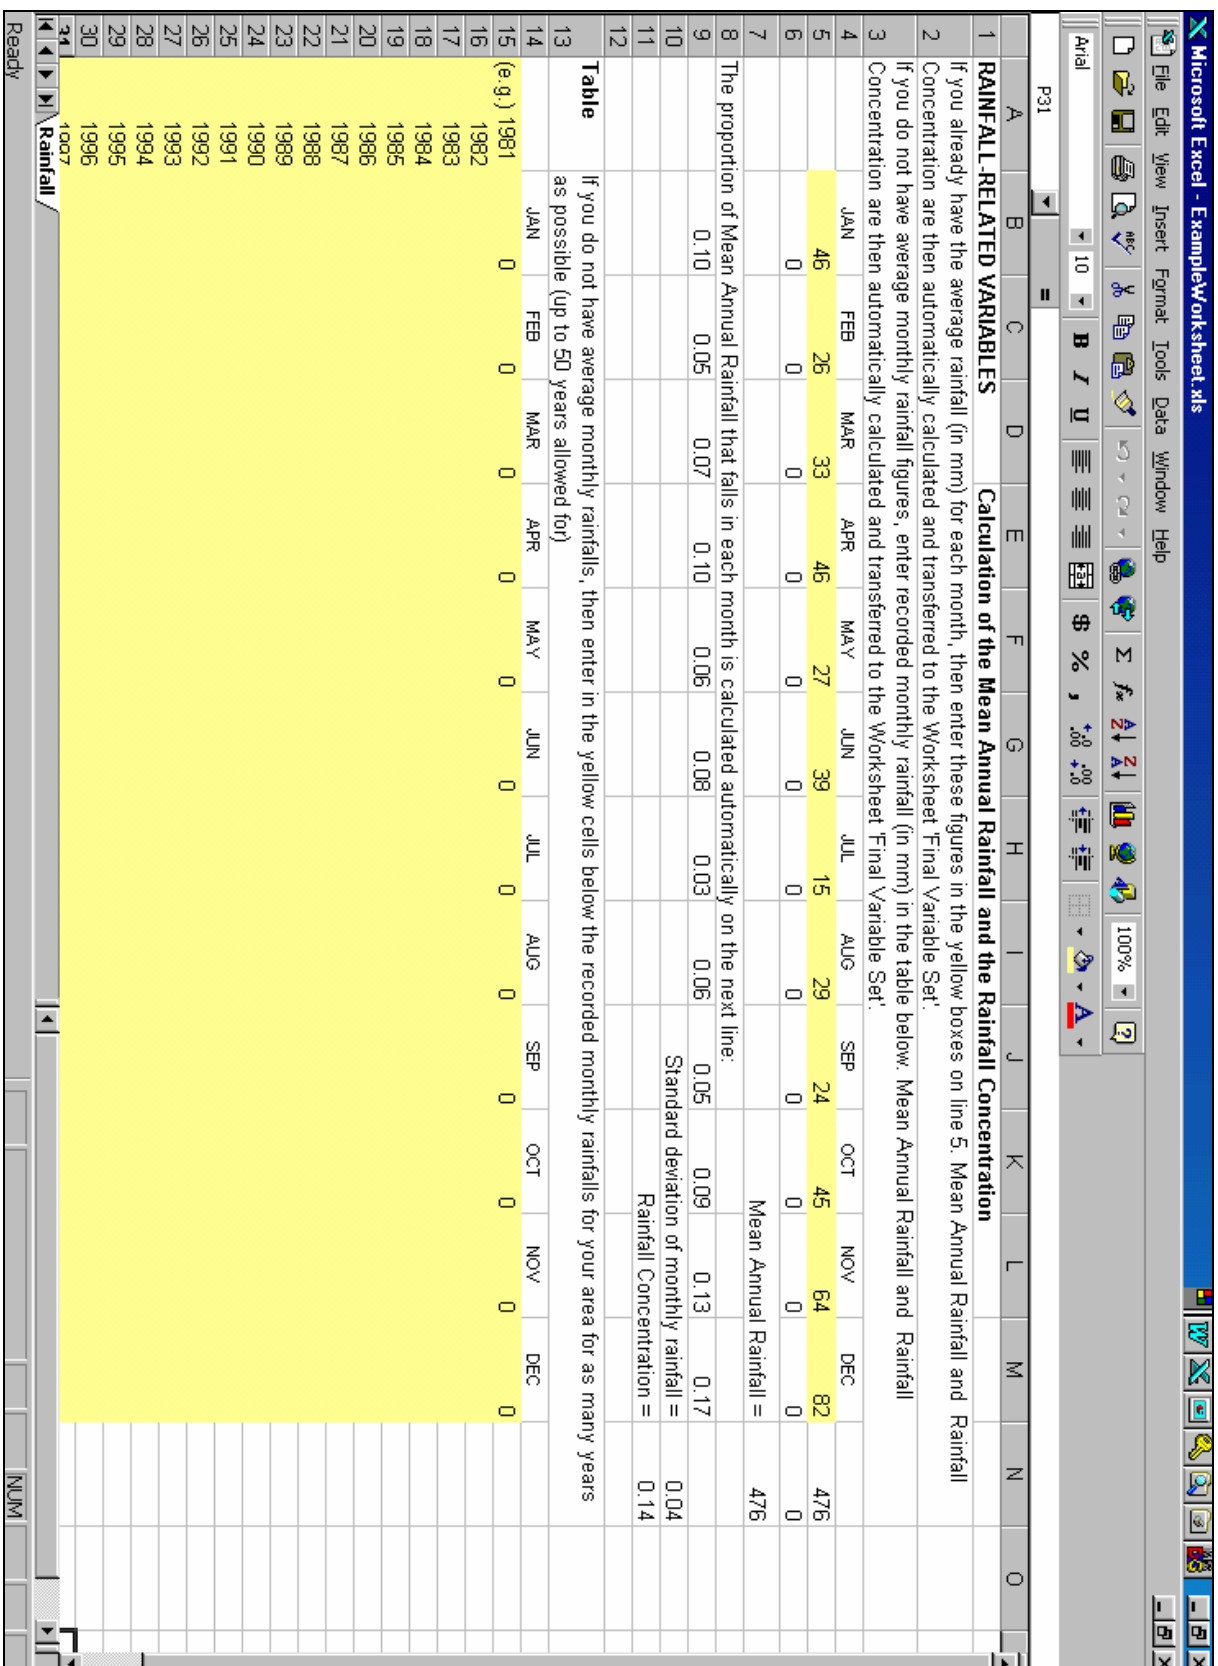 Microsoft Excel - ExampleWorksheet.xls
File Edit View Insert Format Tools Data Window Help
100%
Arial 10 B I U $ % ,
P31 =
A B C D E F G H I J K L M N O
1 RAINFALL-RELATED VARIABLES Calculation of the Mean Annual Rainfall and the Rainfall Concentration
If you already have the average rainfall (in mm) for each month, then enter these figures in the yellow boxes on line 5. Mean Annual Rainfall and Rainfall
2 Concentration are then automatically calculated and transferred to the Worksheet 'Final Variable Set'.
If you do not have average monthly rainfall figures, enter recorded monthly rainfall (in mm) in the table below. Mean Annual Rainfall and Rainfall
3 Concentration are then automatically calculated and transferred to the Worksheet 'Final Variable Set'.
4 JAN FEB MAR APR MAY JUN JUL AUG SEP OCT NOV DEC
5 46 26 33 46 27 39 15 29 24 45 64 82 476
6 0 0 0 0 0 0 0 0 0 0 0 0 0
7 Mean Annual Rainfall = 476
8 The proportion of Mean Annual Rainfall that falls in each month is calculated automatically on the next line:
9 0.10 0.05 0.07 0.10 0.06 0.08 0.03 0.06 0.05 0.09 0.13 0.17
10 Standard deviation of monthly rainfall = 0.04
11 Rainfall Concentration = 0.14
12
Table If you do not have average monthly rainfalls, then enter in the yellow cells below the recorded monthly rainfalls for your area for as many years
13 as possible (up to 50 years allowed for)
14 JAN FEB MAR APR MAY JUN JUL AUG SEP OCT NOV DEC
15 (e.g.) 1981 0 0 0 0 0 0 0 0 0 0 0 0
16 1982
17 1983
18 1984
19 1985
20 1986
21 1987
22 1988
23 1989
24 1990
25 1991
26 1992
27 1993
28 1994
29 1995
30 1996
31 1997
Rainfall
Ready NUM